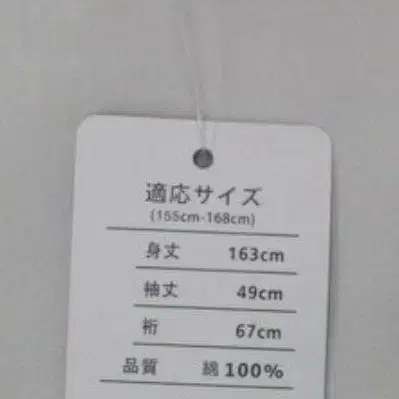 適応サイズ
(155cm-168cm)
身丈 163cm
袖丈 49cm
裄 67cm
品質 綿 100%